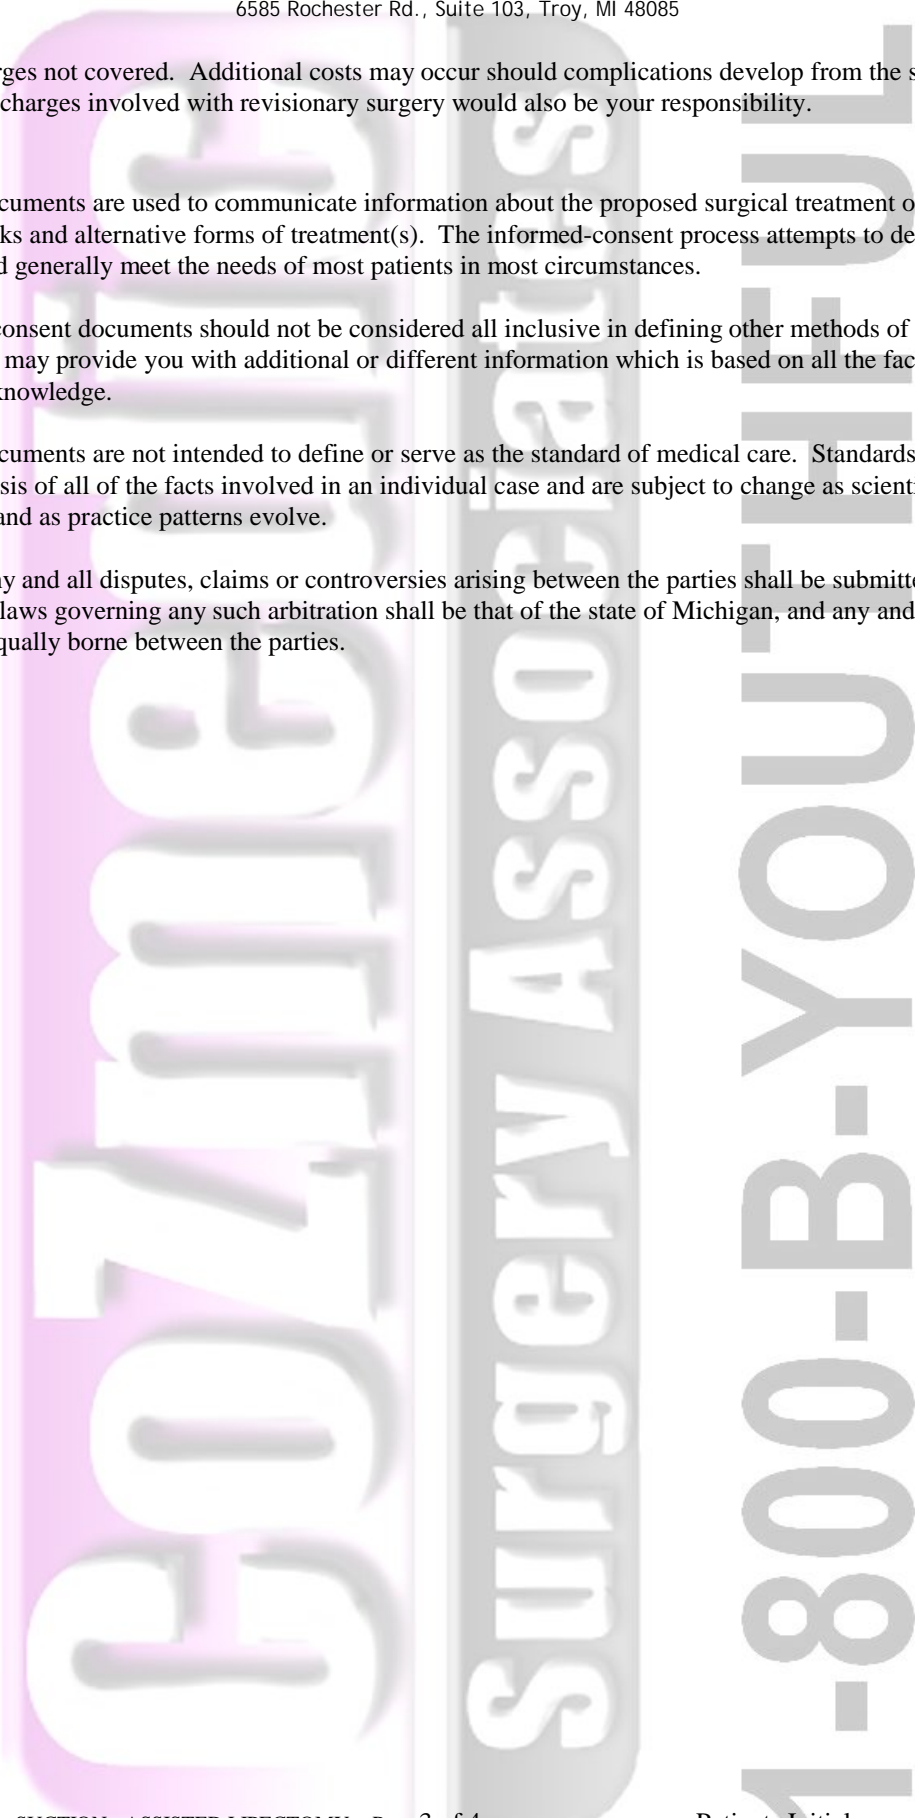 6585 Rochester Rd., Suite 103, Troy, MI 48085
rges not covered. Additional costs may occur should complications develop from the s
charges involved with revisionary surgery would also be your responsibility.
cuments are used to communicate information about the proposed surgical treatment o
ks and alternative forms of treatment(s). The informed-consent process attempts to de
d generally meet the needs of most patients in most circumstances.
consent documents should not be considered all inclusive in defining other methods of
may provide you with additional or different information which is based on all the fac
knowledge.
cuments are not intended to define or serve as the standard of medical care. Standards
sis of all of the facts involved in an individual case and are subject to change as scienti
and as practice patterns evolve.
ny and all disputes, claims or controversies arising between the parties shall be submitte
laws governing any such arbitration shall be that of the state of Michigan, and any and
qually borne between the parties.
CoZmetic
Surgery Associates
1-800-B-YOUTHFUL
3 of 4